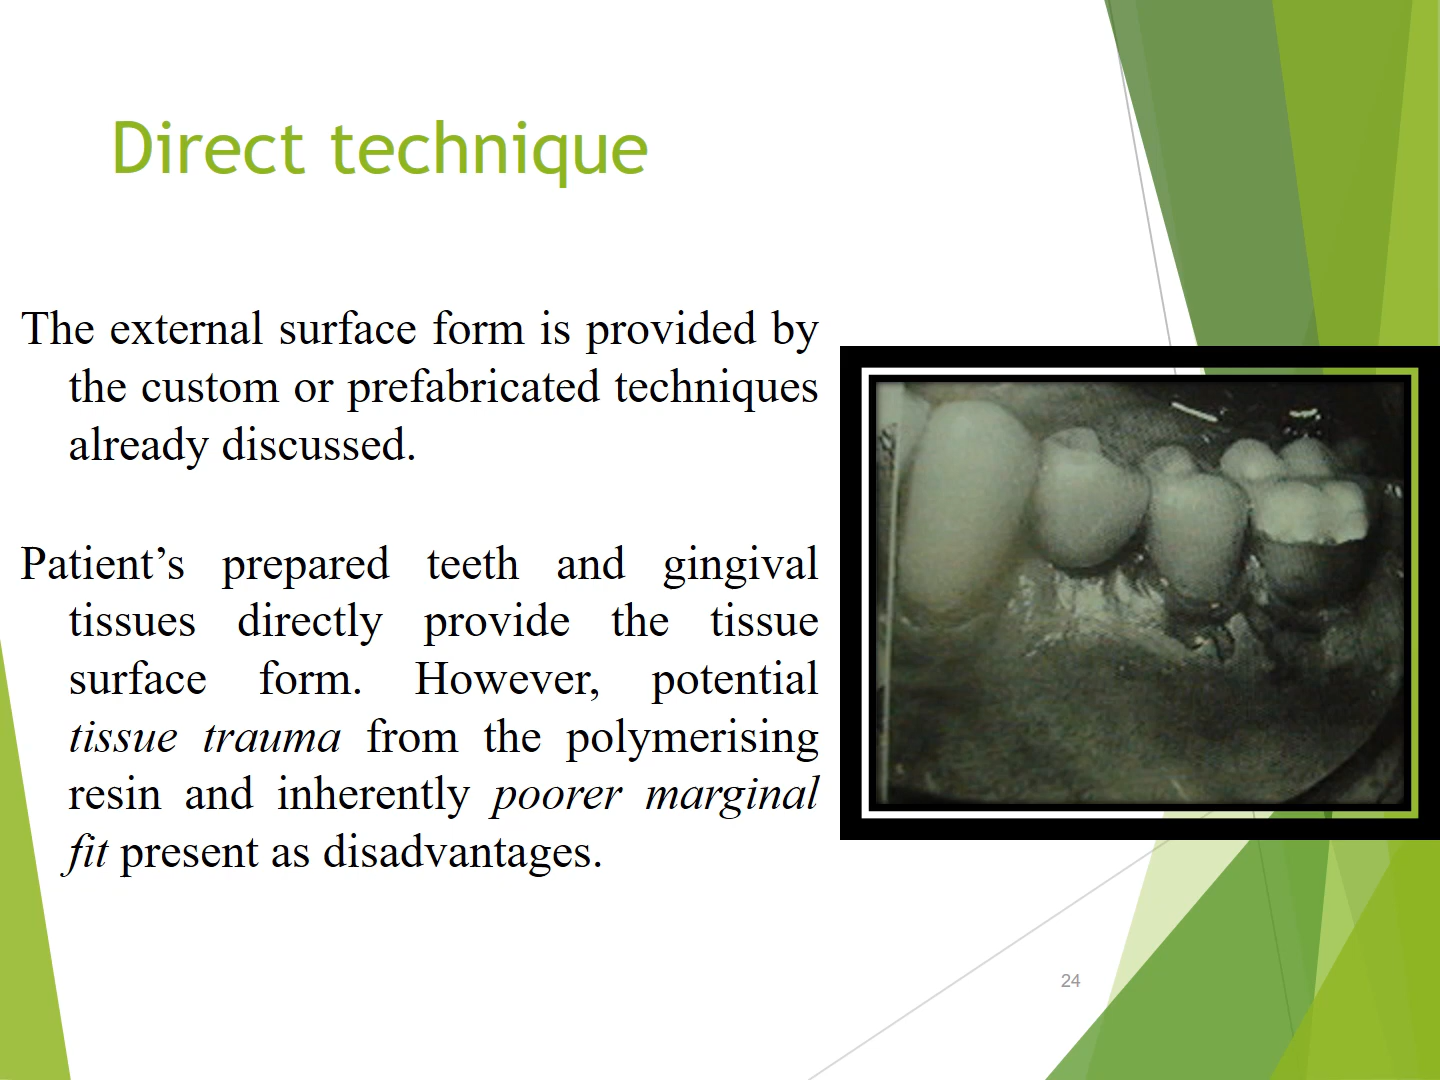 Direct technique
The external surface form is provided by
the custom or prefabricated techniques
already discussed.
Patient’s prepared teeth and gingival
tissues directly provide the tissue
surface form. However, potential
tissue trauma from the polymerising
resin and inherently poorer marginal
fit present as disadvantages.
24